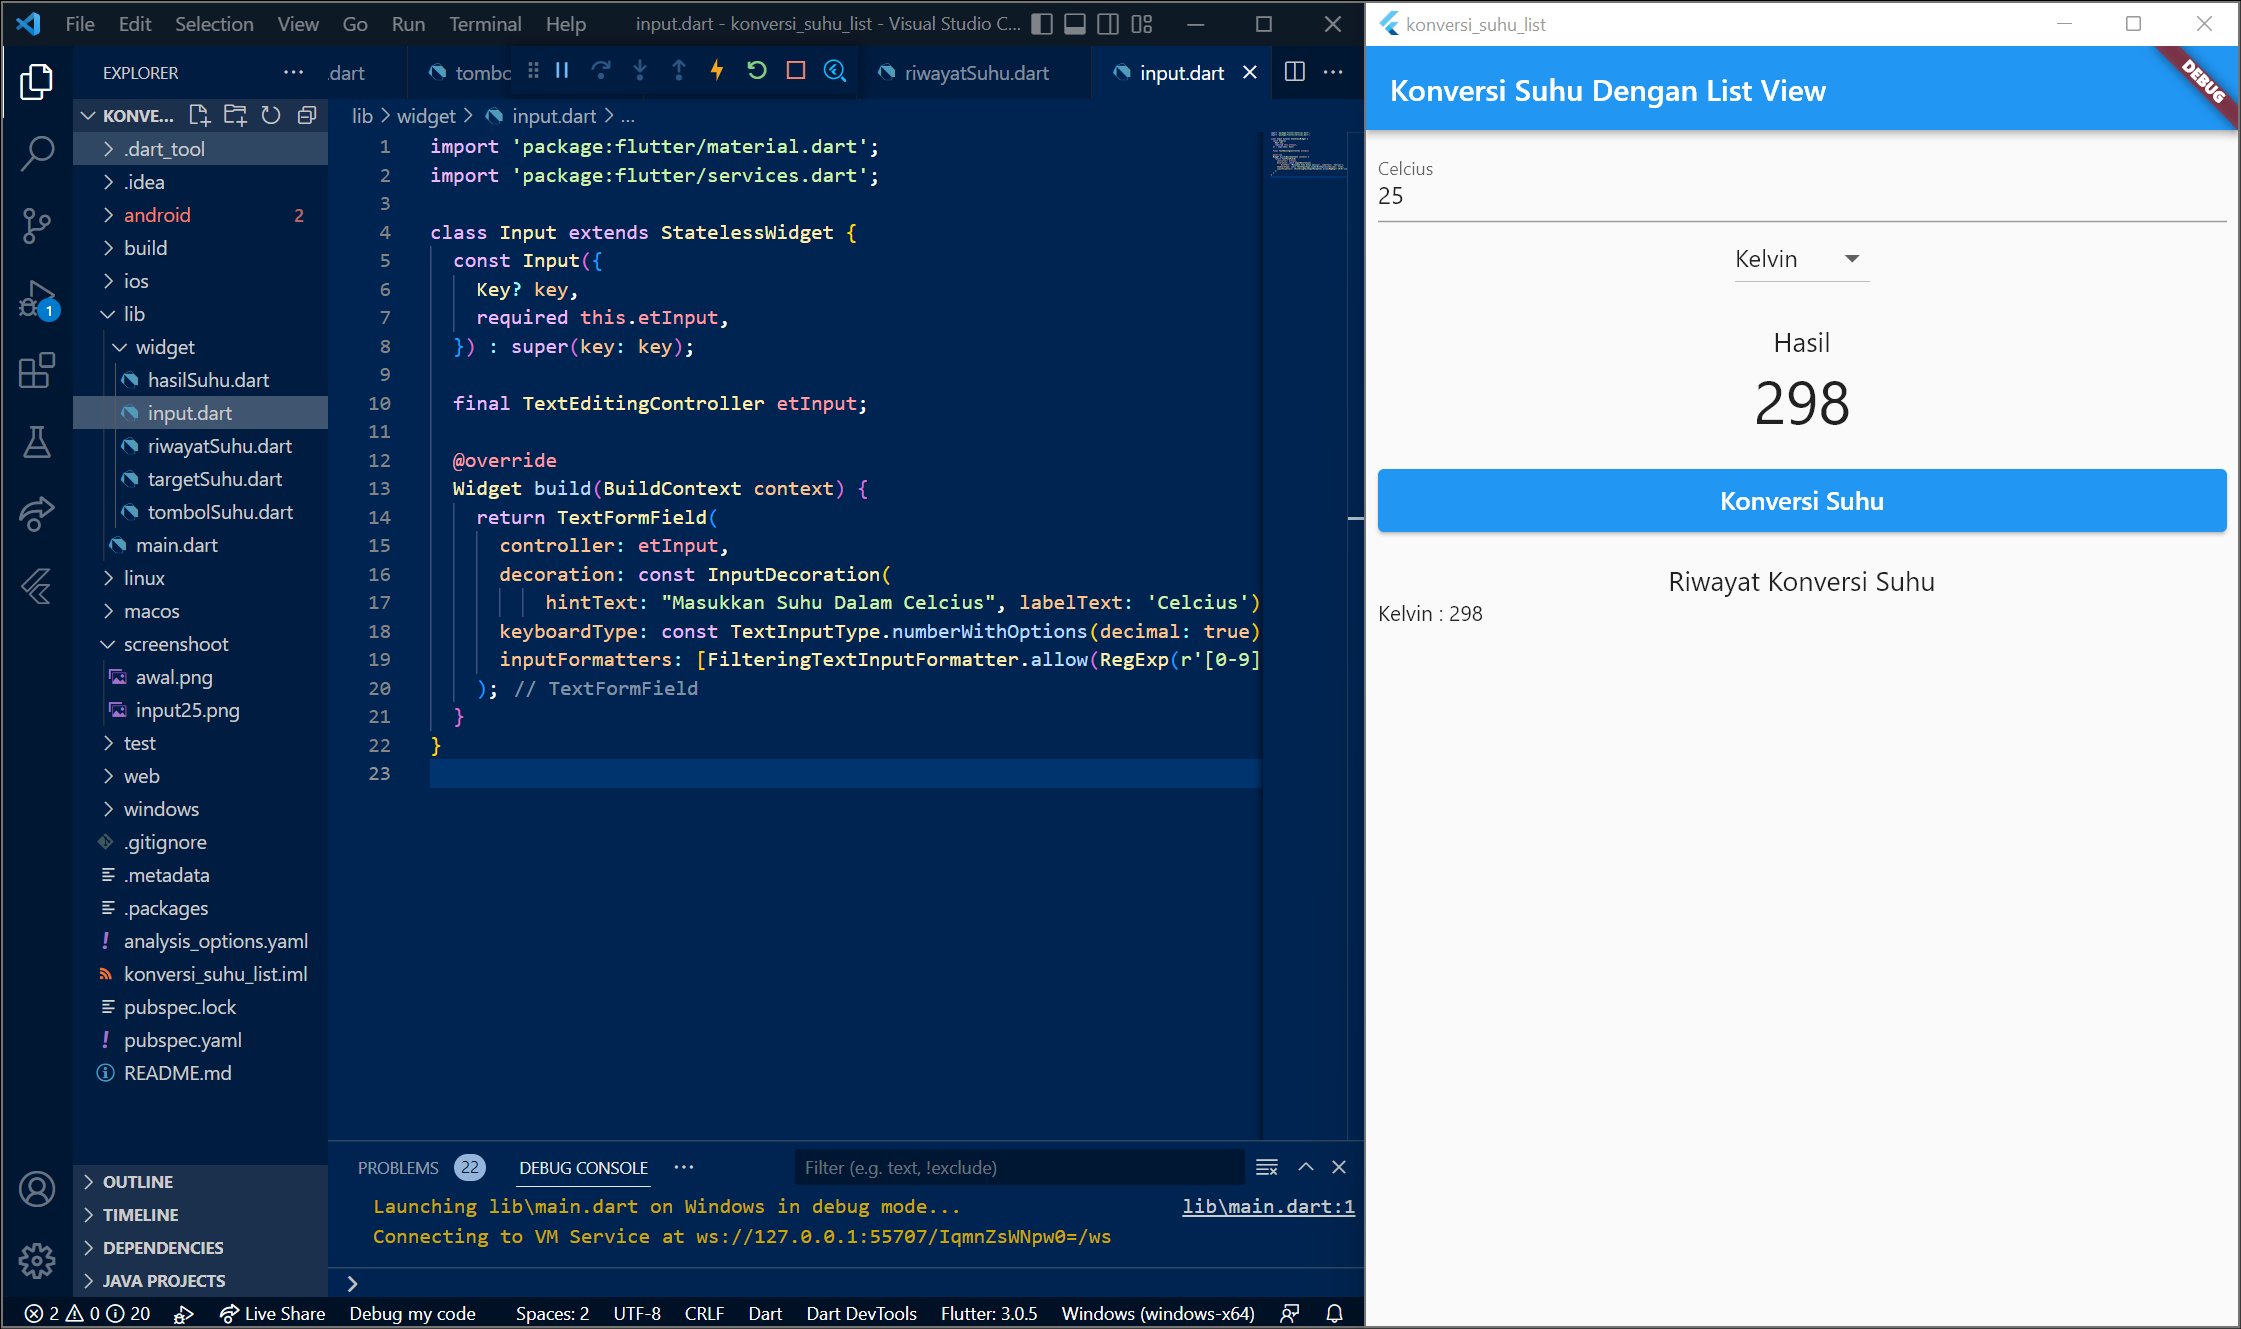 File Edit Selection View Go Run Terminal Help input.dart - konversi_suhu_list - Visual Studio C...
EXPLORER
.dart
tombo
riwayatSuhu.dart
input.dart
KONVE...
lib > widget > input.dart > ...
.dart_tool
.idea
android 2
build
ios
1
lib
widget
hasilSuhu.dart
input.dart
riwayatSuhu.dart
targetSuhu.dart
tombolSuhu.dart
main.dart
linux
macos
screenshoot
awal.png
input25.png
test
web
windows
.gitignore
.metadata
.packages
analysis_options.yaml
konversi_suhu_list.iml
pubspec.lock
pubspec.yaml
README.md
OUTLINE
TIMELINE
DEPENDENCIES
JAVA PROJECTS
1 import 'package:flutter/material.dart';
2 import 'package:flutter/services.dart';
3
4 class Input extends StatelessWidget {
5 const Input({
6 Key? key,
7 required this.etInput,
8 }) : super(key: key);
9
10 final TextEditingController etInput;
11
12 @override
13 Widget build(BuildContext context) {
14 return TextFormField(
15 controller: etInput,
16 decoration: const InputDecoration(
17 hintText: "Masukkan Suhu Dalam Celcius", labelText: 'Celcius')
18 keyboardType: const TextInputType.numberWithOptions(decimal: true)
19 inputFormatters: [FilteringTextInputFormatter.allow(RegExp(r'[0-9]
20 ); // TextFormField
21 }
22 }
23
PROBLEMS 22 DEBUG CONSOLE ... Filter (e.g. text, !exclude)
Launching lib\main.dart on Windows in debug mode... lib\main.dart:1
Connecting to VM Service at ws://127.0.0.1:55707/IqmnZsWNpw0=/ws
2 0 20 Live Share Debug my code Spaces: 2 UTF-8 CRLF Dart Dart DevTools Flutter: 3.0.5 Windows (windows-x64)
konversi_suhu_list
Konversi Suhu Dengan List View
DEBUG
Celcius
25
Kelvin
Hasil
298
Konversi Suhu
Riwayat Konversi Suhu
Kelvin : 298